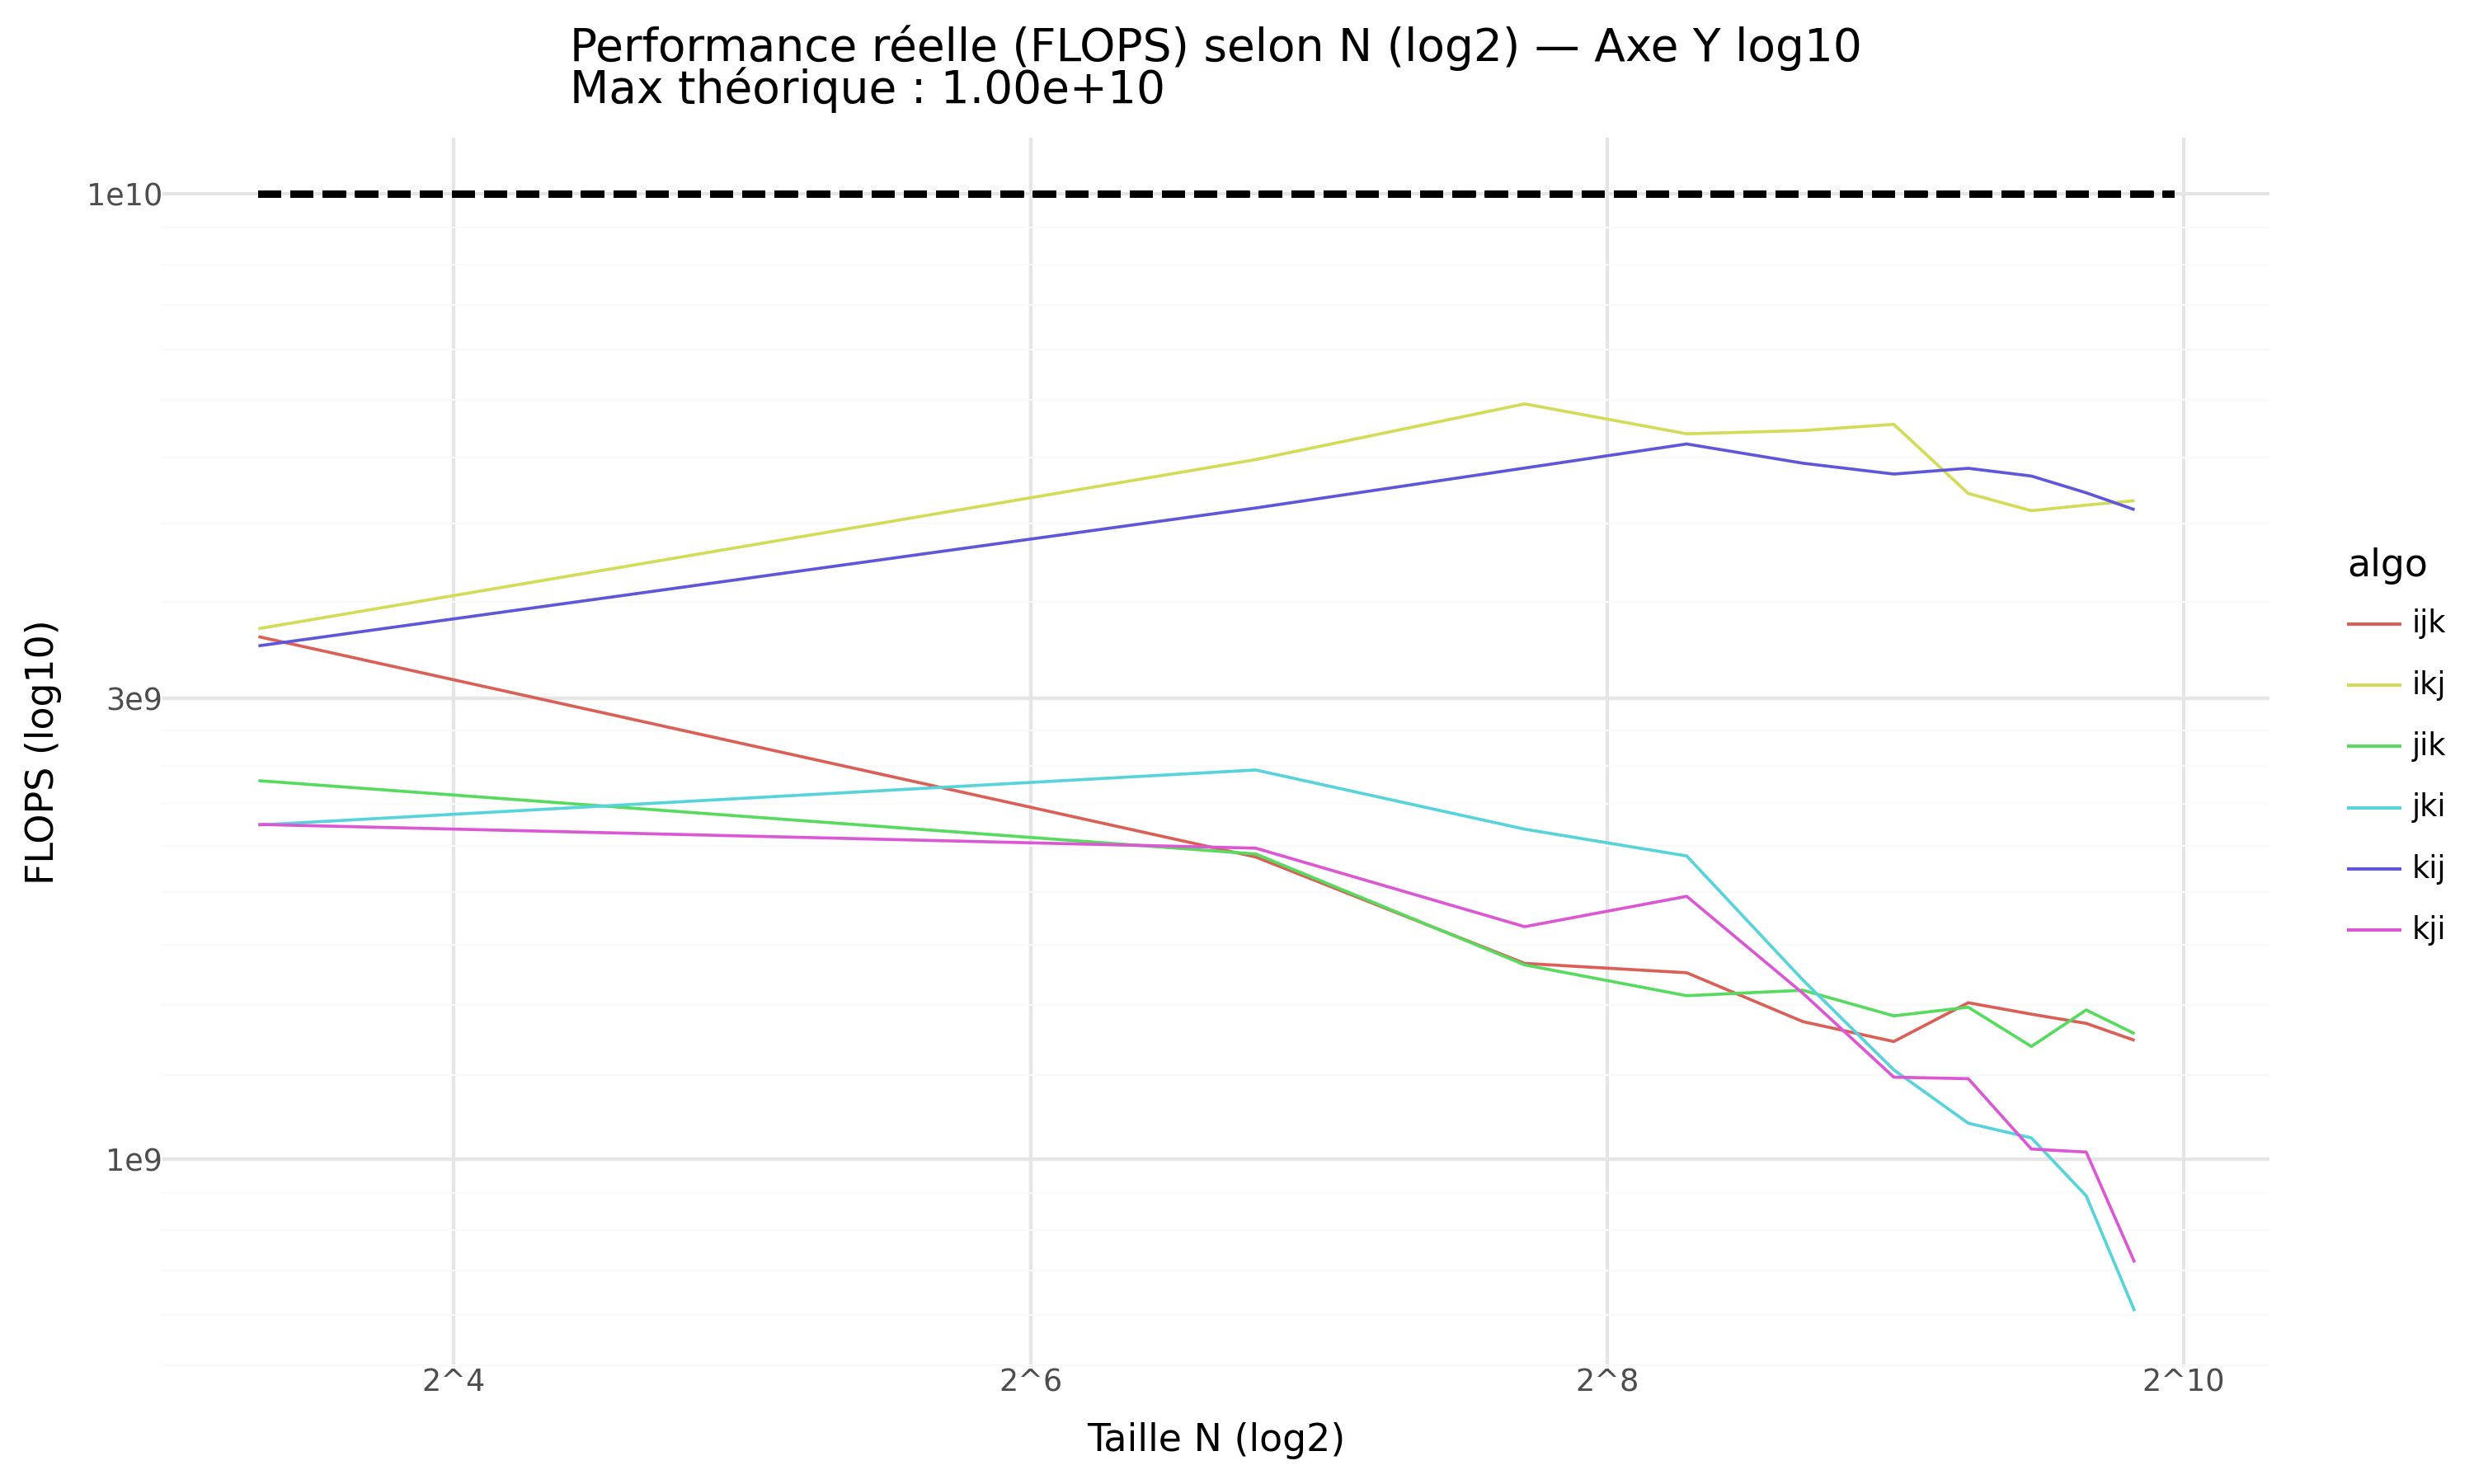 Performance réelle (FLOPS) selon N (log2) — Axe Y log10
Max théorique : 1.00e+10
1e10
3e9
1e9
FLOPS (log10)
2^4
2^6
2^8
2^10
Taille N (log2)
algo
ijk
ikj
jik
jki
kij
kji